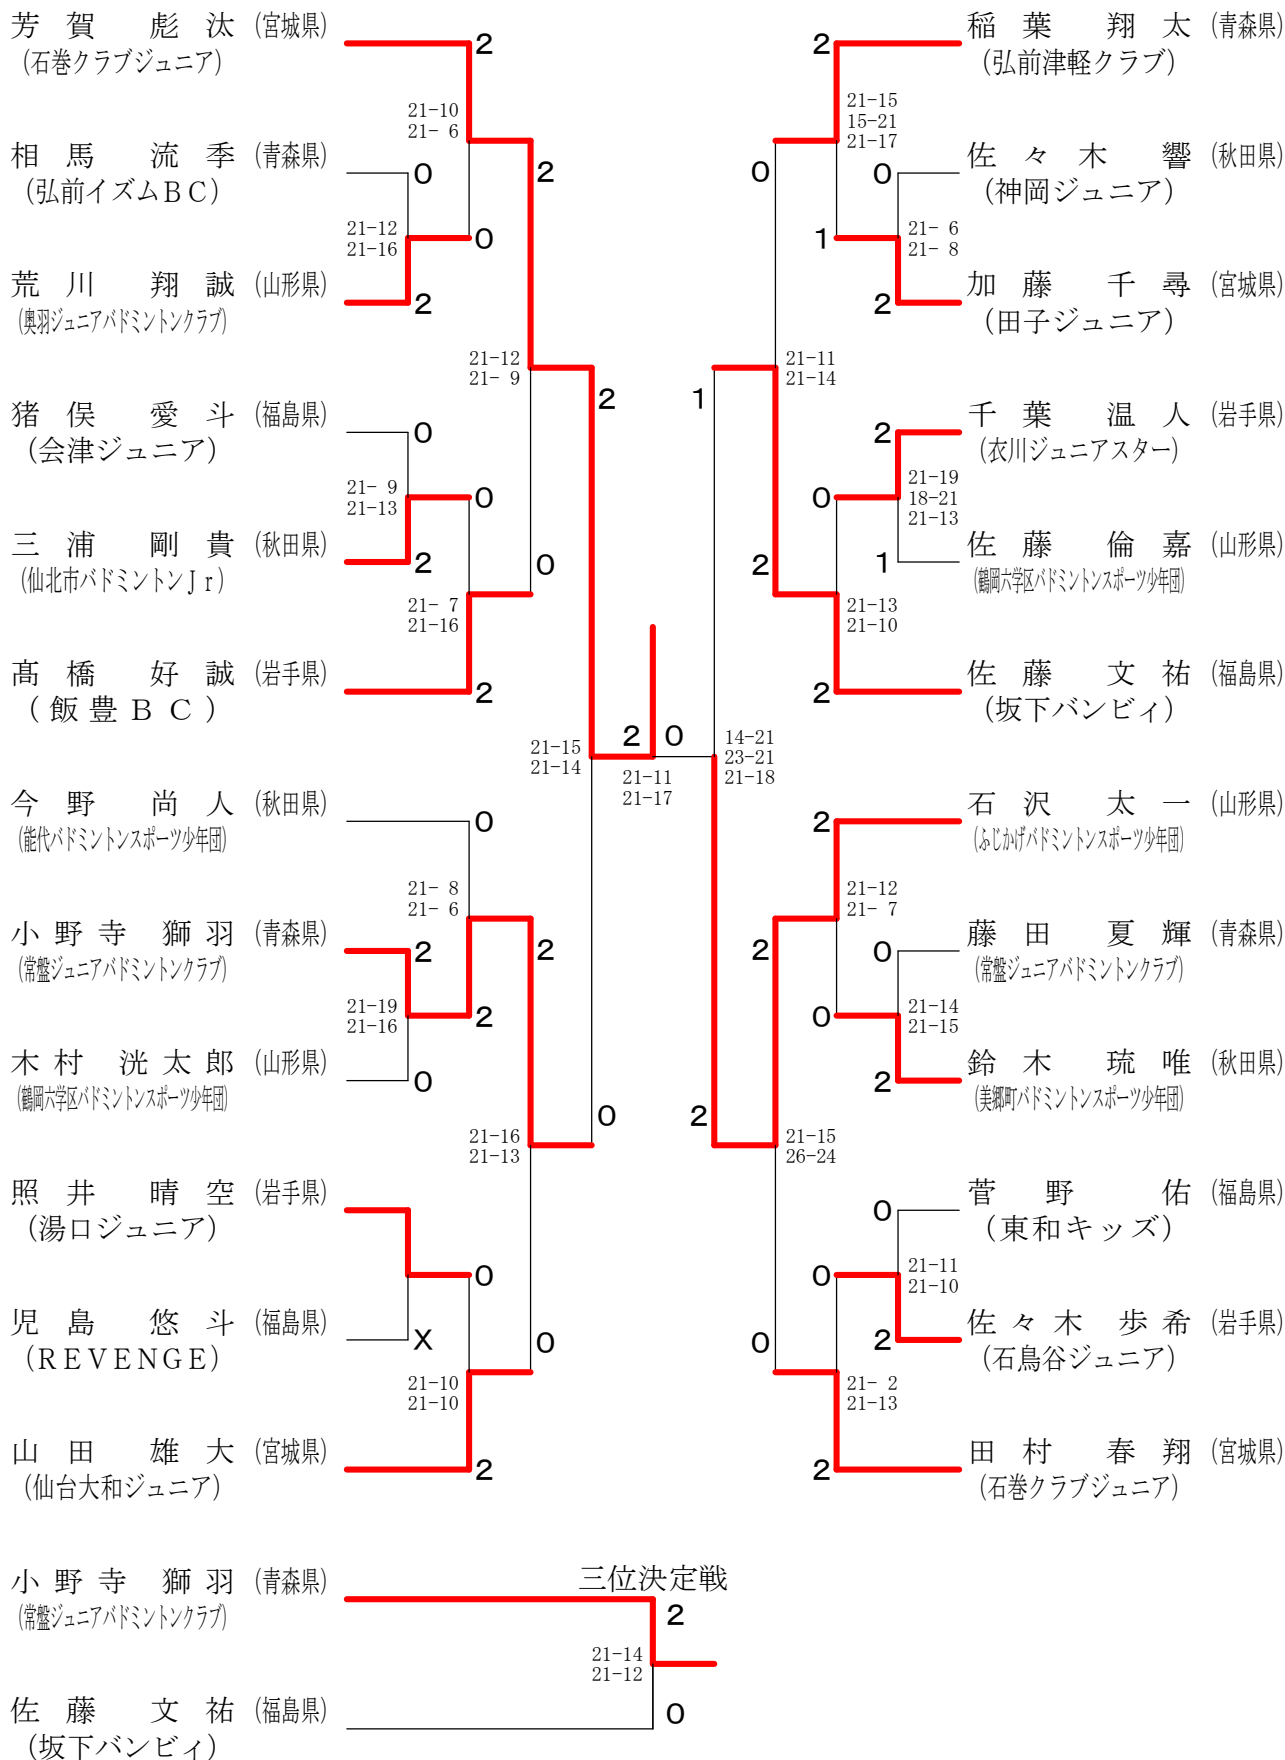 芳賀 彪汰 (宮城県)
(石巻クラブジュニア)
2
21-10
21- 6
相馬 流季 (青森県)
(弘前イズムBC)
0
2
21-12
21-16
0
荒川 翔誠 (山形県)
(奥羽ジュニアバドミントンクラブ)
2
21-12
21- 9
2
猪俣 愛斗 (福島県)
(会津ジュニア)
0
21- 9
21-13
0
三浦 剛貴 (秋田県)
(仙北市バドミントンJr)
2
0
21- 7
21-16
髙橋 好誠 (岩手県)
(飯豊BC)
2
21-15
21-14
2
0
21-11
21-17
今野 尚人 (秋田県)
(能代バドミントンスポーツ少年団)
0
21- 8
21- 6
小野寺 獅羽 (青森県)
(常盤ジュニアバドミントンクラブ)
2
2
21-19
21-16
2
木村 洸太郎 (山形県)
(鶴岡六学区バドミントンスポーツ少年団)
0
0
21-16
21-13
照井 晴空 (岩手県)
(湯口ジュニア)
0
児島 悠斗 (福島県)
(REVENGE)
X
0
21-10
21-10
山田 雄大 (宮城県)
(仙台大和ジュニア)
2
稲葉 翔太 (青森県)
(弘前津軽クラブ)
2
21-15
15-21
21-17
0
佐々木 響 (秋田県)
(神岡ジュニア)
0
1
21- 6
21- 8
加藤 千尋 (宮城県)
(田子ジュニア)
2
21-11
21-14
1
千葉 温人 (岩手県)
(衣川ジュニアスター)
2
0
21-19
18-21
21-13
佐藤 倫嘉 (山形県)
(鶴岡六学区バドミントンスポーツ少年団)
1
2
21-13
21-10
佐藤 文祐 (福島県)
(坂下バンビィ)
2
14-21
23-21
21-18
石沢 太一 (山形県)
(ふじかげバドミントンスポーツ少年団)
2
21-12
21- 7
藤田 夏輝 (青森県)
(常盤ジュニアバドミントンクラブ)
0
2
0
21-14
21-15
鈴木 琉唯 (秋田県)
(美郷町バドミントンスポーツ少年団)
2
2
21-15
26-24
菅野 佑 (福島県)
(東和キッズ)
0
0
21-11
21-10
佐々木 歩希 (岩手県)
(石鳥谷ジュニア)
2
0
21- 2
21-13
田村 春翔 (宮城県)
(石巻クラブジュニア)
2
三位決定戦
小野寺 獅羽 (青森県)
(常盤ジュニアバドミントンクラブ)
2
21-14
21-12
佐藤 文祐 (福島県)
(坂下バンビィ)
0